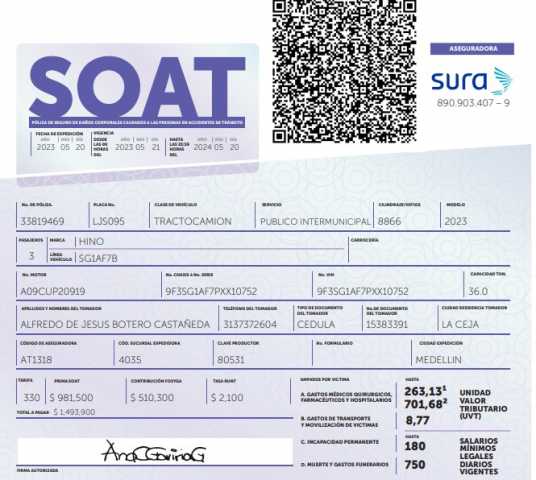 ASEGURADORA
SOAT
sura
890.903.407 – 9
PÓLIZA DE SEGURO DE DAÑOS CORPORALES CAUSADOS A LAS PERSONAS EN ACCIDENTES DE TRÁNSITO
FECHA DE EXPEDICIÓN VIGENCIA
AÑO MES DÍA DESDE LAS 00 HORAS DEL AÑO MES DÍA HASTA LAS 23:59 HORAS DEL AÑO MES DÍA
2023 05 20 2023 05 21 2024 05 20
No. DE PÓLIZA PLACA No. CLASE DE VEHÍCULO SERVICIO CILINDRAJE/VATIOS MODELO
33819469 LJS095 TRACTOCAMION PUBLICO INTERMUNICIPAL 8866 2023
PASAJEROS MARCA HINO CARROCERÍA
3 LÍNEA VEHÍCULO SG1AF7B
No. MOTOR No. CHASIS ó No. SERIE No. VIN CAPACIDAD TON.
A09CUP20919 9F3SG1AF7PXX10752 9F3SG1AF7PXX10752 36.0
APELLIDOS Y NOMBRES DEL TOMADOR TELÉFONO DEL TOMADOR TIPO DE DOCUMENTO DEL TOMADOR No. DE DOCUMENTO DEL TOMADOR CIUDAD RESIDENCIA TOMADOR
ALFREDO DE JESUS BOTERO CASTAÑEDA 3137372604 CEDULA 15383391 LA CEJA
CÓDIGO DE ASEGURADORA CÓD. SUCURSAL EXPEDIDORA CLAVE PRODUCTOR No. FORMULARIO CIUDAD EXPEDICIÓN
AT1318 4035 80531 MEDELLIN
TARIFA PRIMA SOAT CONTRIBUCIÓN FOSYGA TASA RUNT
330 $ 981,500 $ 510,300 $ 2,100
TOTAL A PAGAR $ 1,493,900
FIRMA AUTORIZADA
AMPAROS POR VICTIMA HASTA
A. GASTOS MÉDICOS QUIRURGICOS, FARMACÉUTICOS Y HOSPITALARIOS 263,13¹
701,68²
B. GASTOS DE TRANSPORTE Y MOVILIZACIÓN DE VICTIMAS 8,77
UNIDAD VALOR TRIBUTARIO (UVT)
HASTA
C. INCAPACIDAD PERMANENTE 180
D. MUERTE Y GASTOS FUNERARIOS 750
SALARIOS MÍNIMOS LEGALES DIARIOS VIGENTES